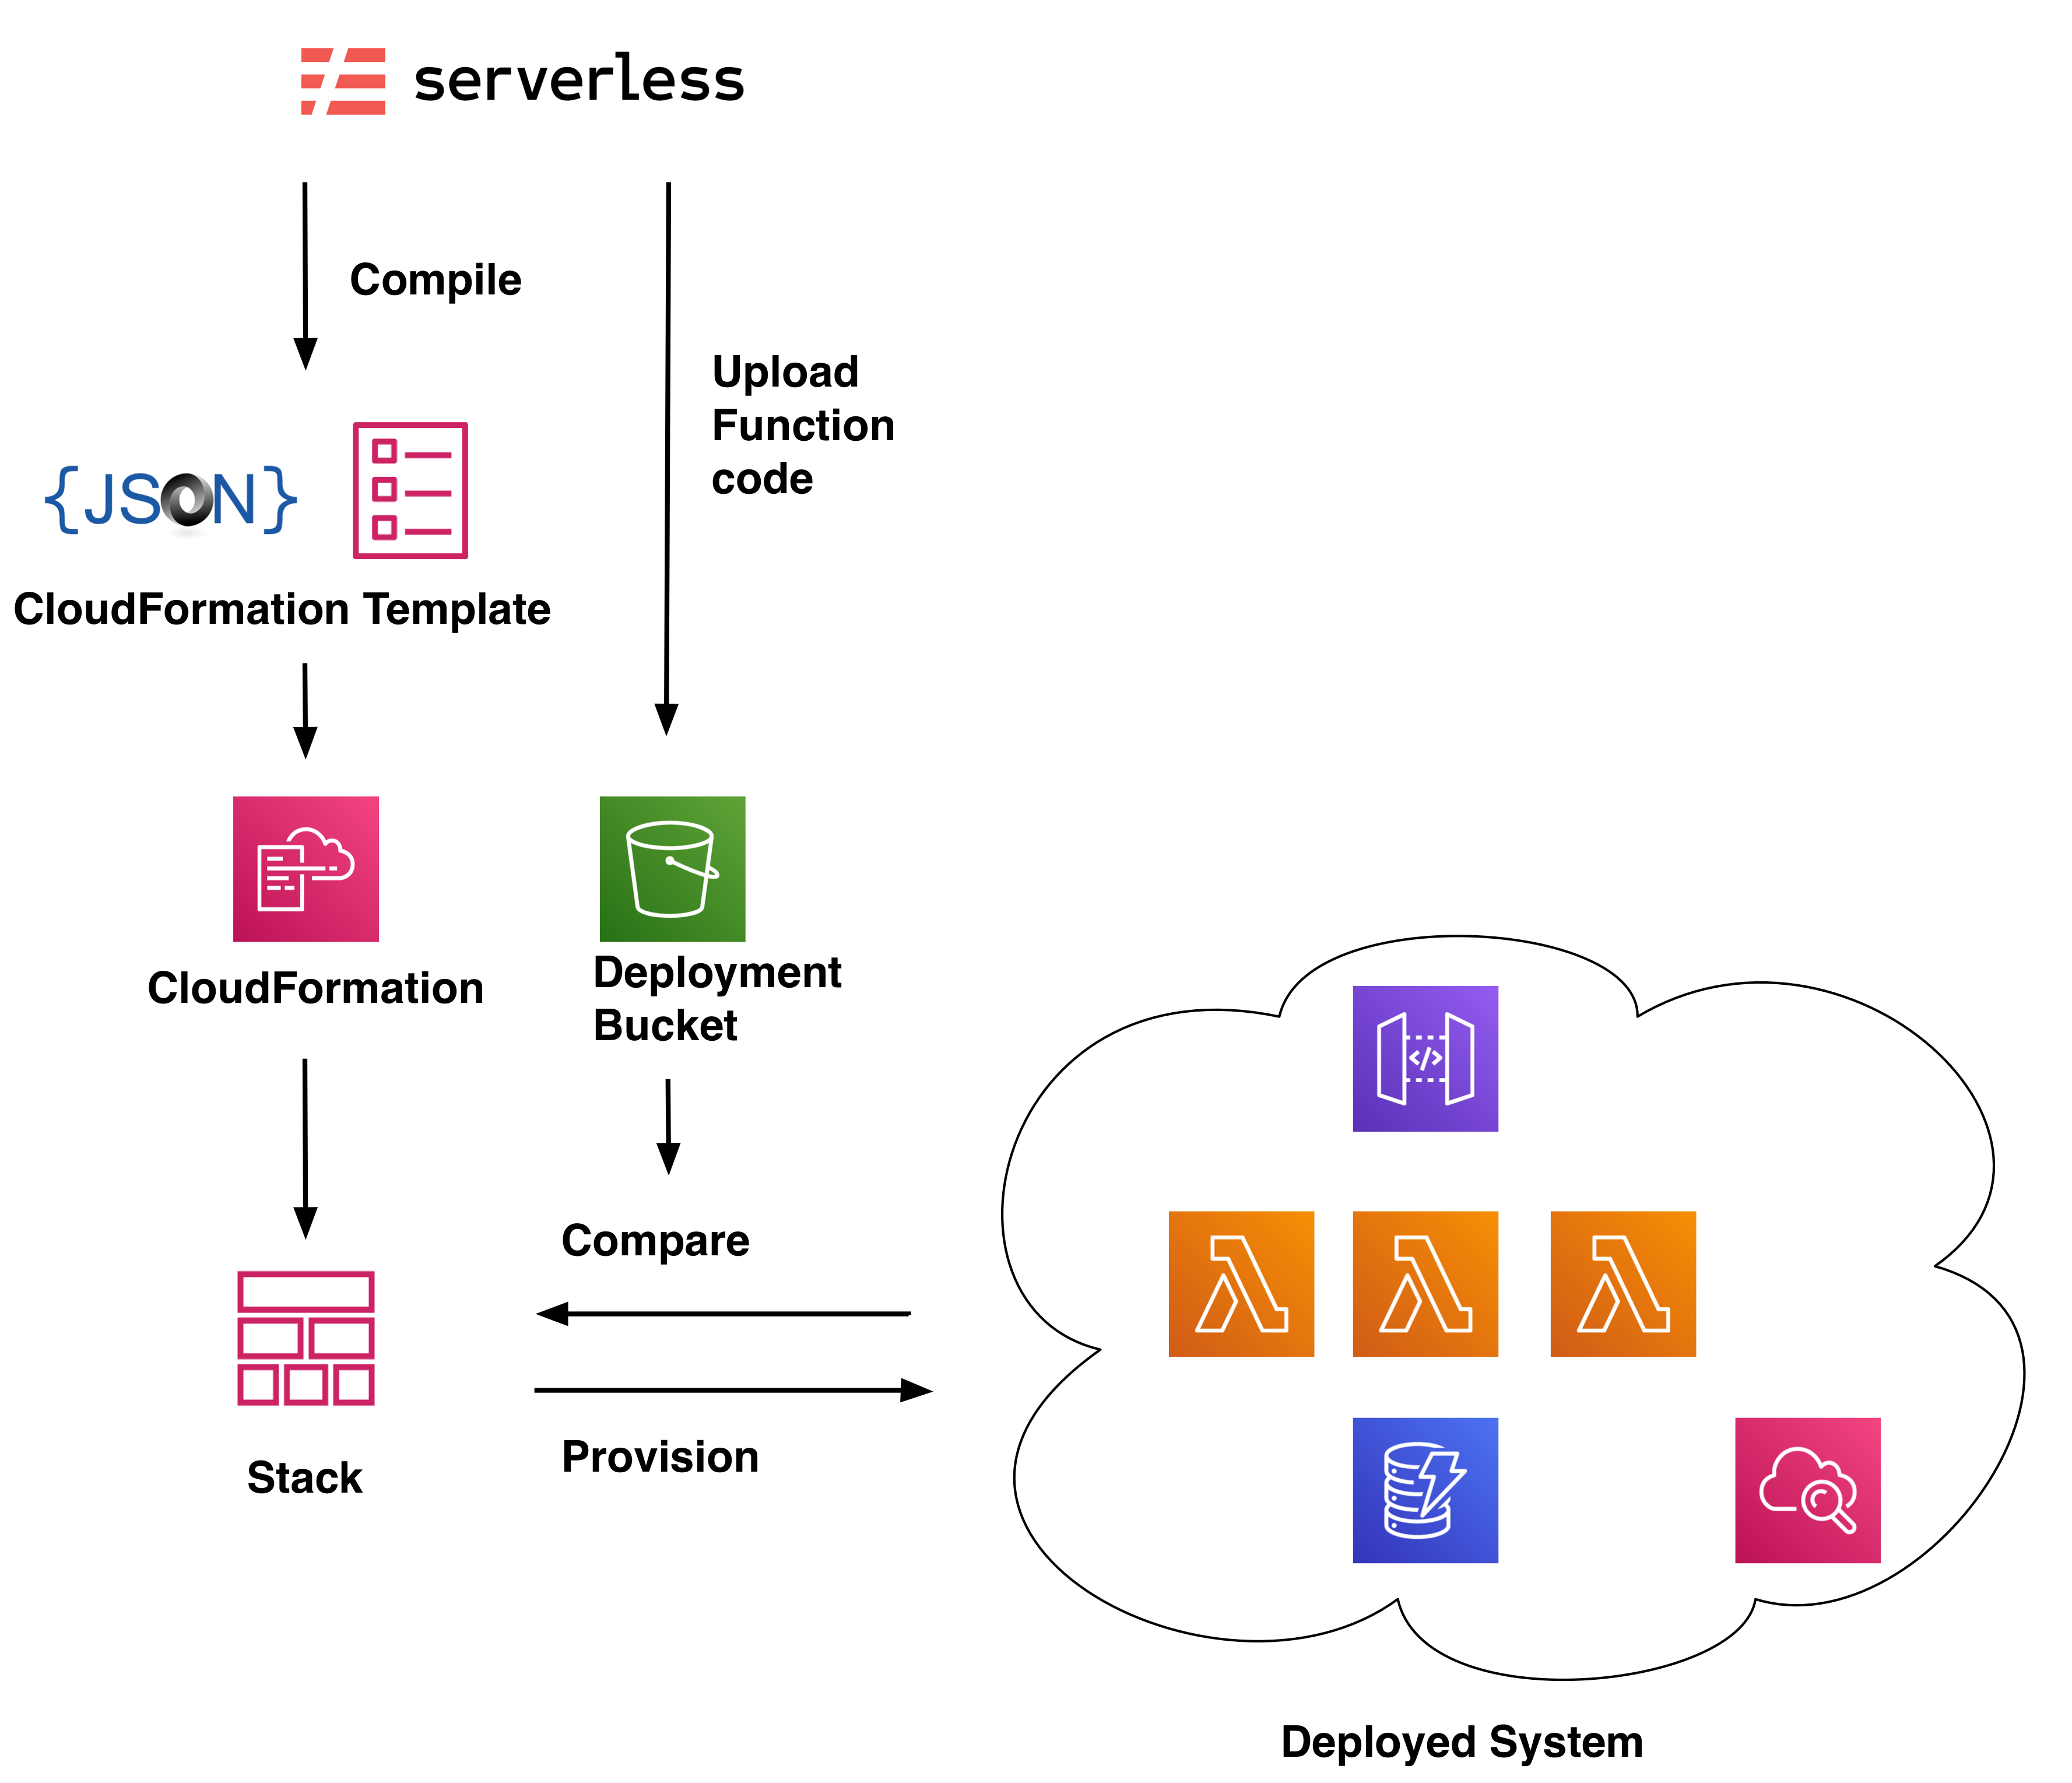 serverless
Compile
Upload
Function
code
{JSON}
CloudFormation Template
CloudFormation
Deployment
Bucket
Compare
Provision
Stack
</>
Deployed System